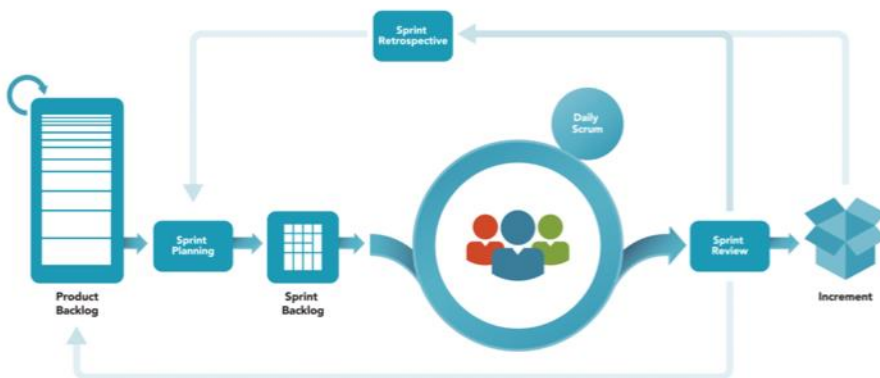 Sprint
Retrospective
Daily
Scrum
Sprint
Planning
Sprint
Review
Product
Backlog
Sprint
Backlog
Increment